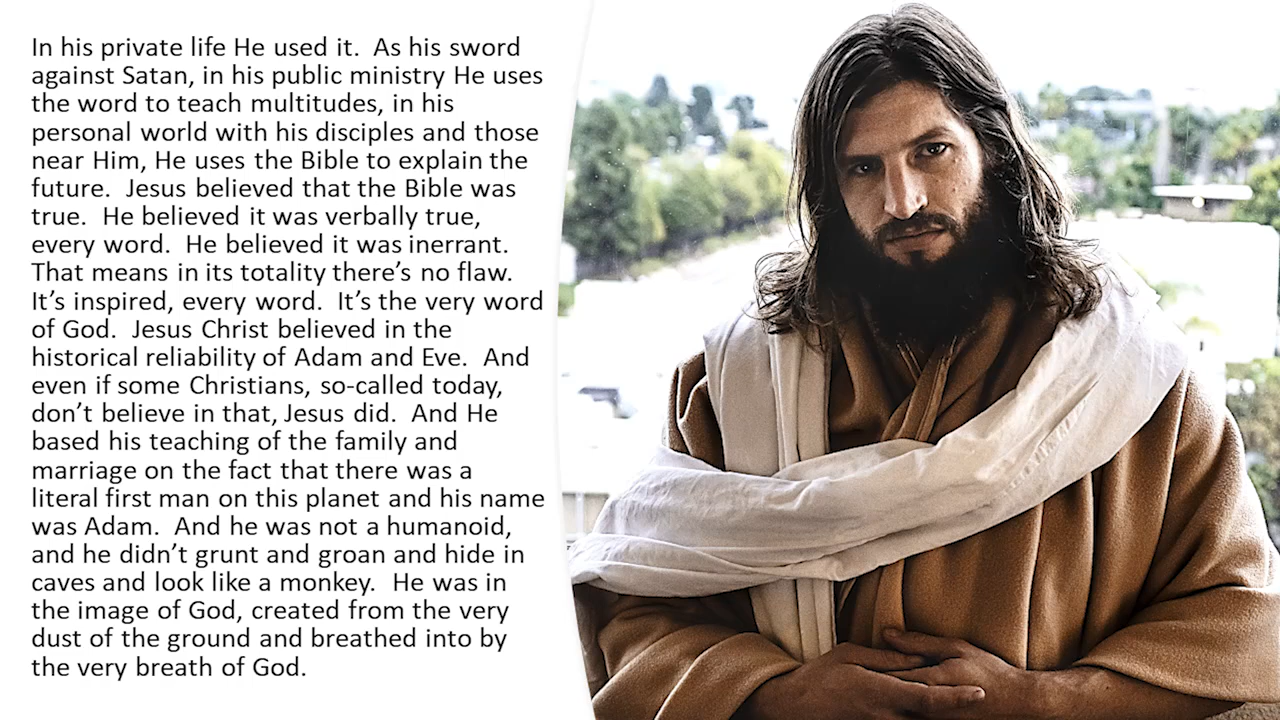 In his private life He used it.  As his sword
against Satan, in his public ministry He uses
the word to teach multitudes, in his
personal world with his disciples and those
near Him, He uses the Bible to explain the
future.  Jesus believed that the Bible was
true.  He believed it was verbally true,
every word.  He believed it was inerrant.
That means in its totality there’s no flaw.
It’s inspired, every word.  It’s the very word
of God.  Jesus Christ believed in the
historical reliability of Adam and Eve.  And
even if some Christians, so-called today,
don’t believe in that, Jesus did.  And He
based his teaching of the family and
marriage on the fact that there was a
literal first man on this planet and his name
was Adam.  And he was not a humanoid,
and he didn’t grunt and groan and hide in
caves and look like a monkey.  He was in
the image of God, created from the very
dust of the ground and breathed into by
the very breath of God.